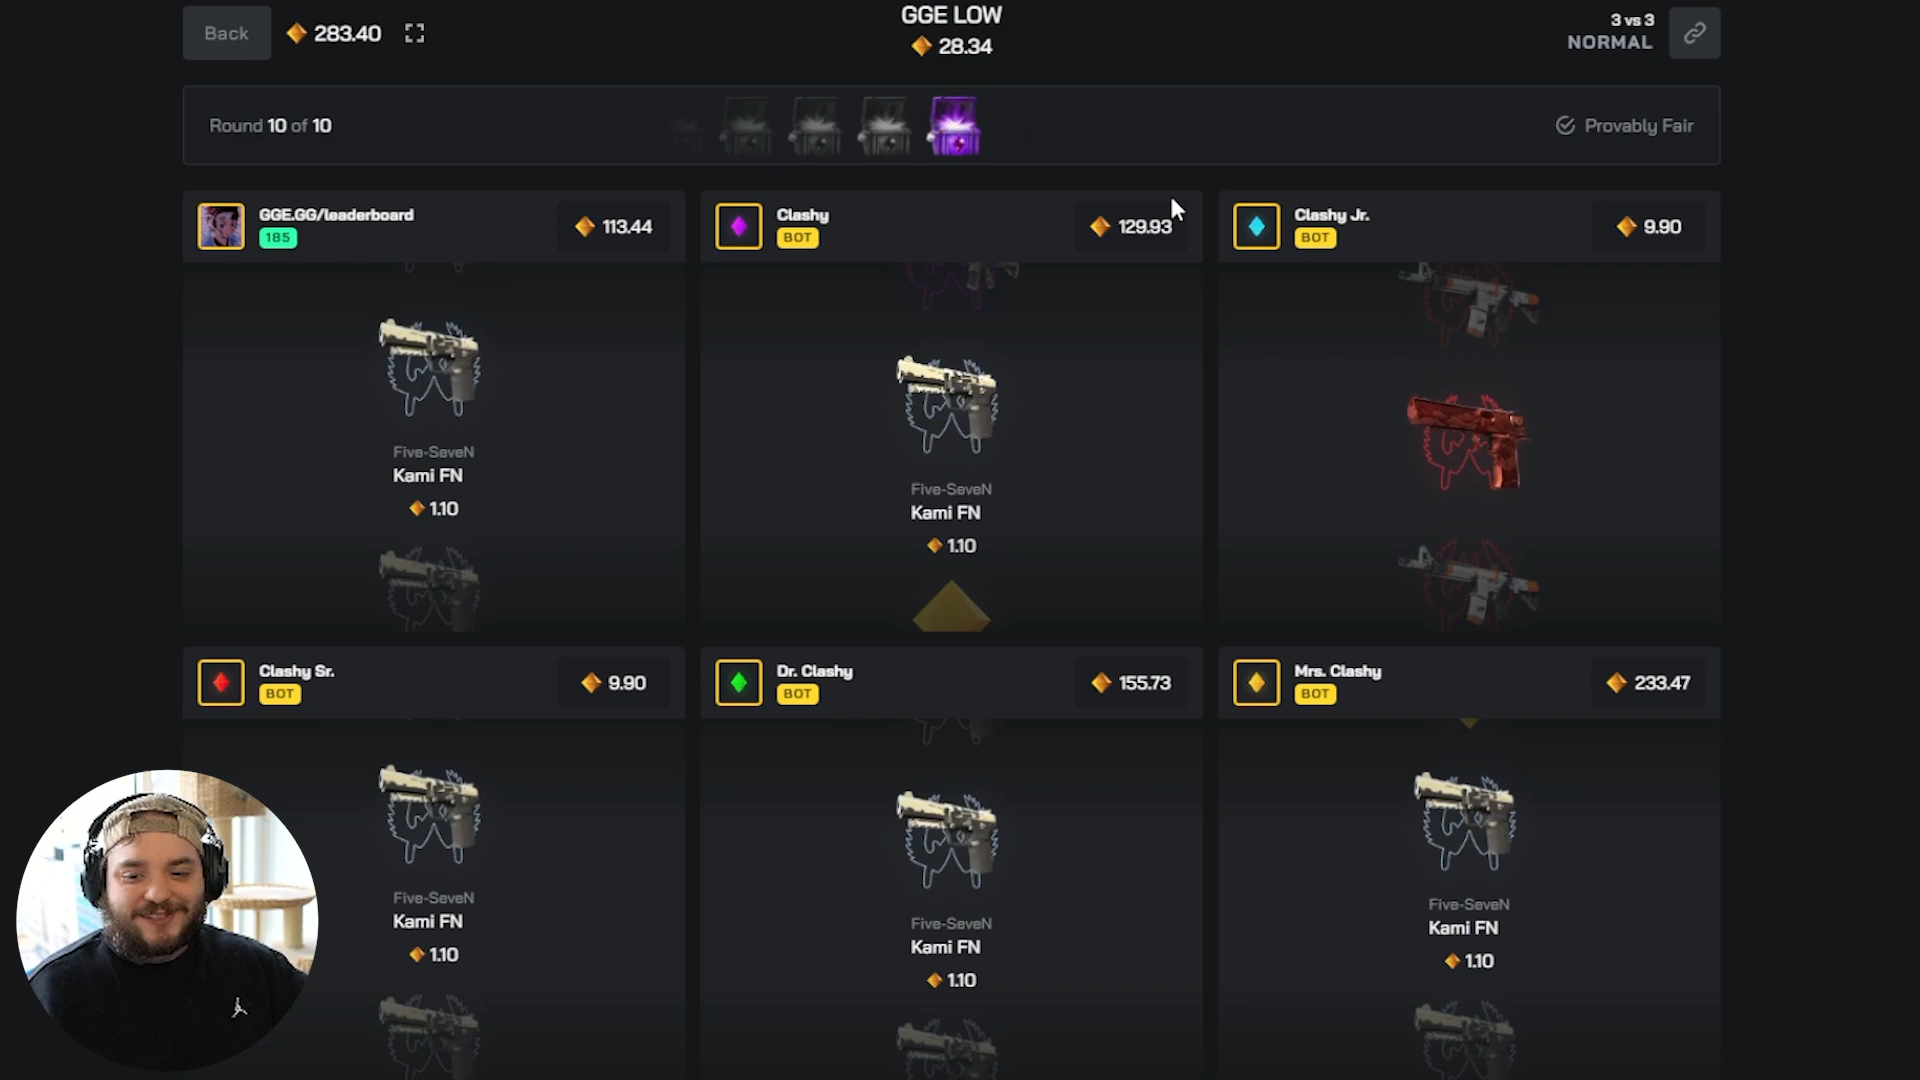 Back
283.40
GGE LOW
28.34
3 vs 3
NORMAL
Round 10 of 10
Provably Fair
GGE.GG/leaderboard
185
113.44
Clashy
BOT
129.93
Clashy Jr.
BOT
9.90
Five-SeveN
Kami FN
1.10
Five-SeveN
Kami FN
1.10
Clashy Sr.
BOT
9.90
Dr. Clashy
BOT
155.73
Mrs. Clashy
BOT
233.47
Five-SeveN
Kami FN
1.10
Five-SeveN
Kami FN
1.10
Five-SeveN
Kami FN
1.10